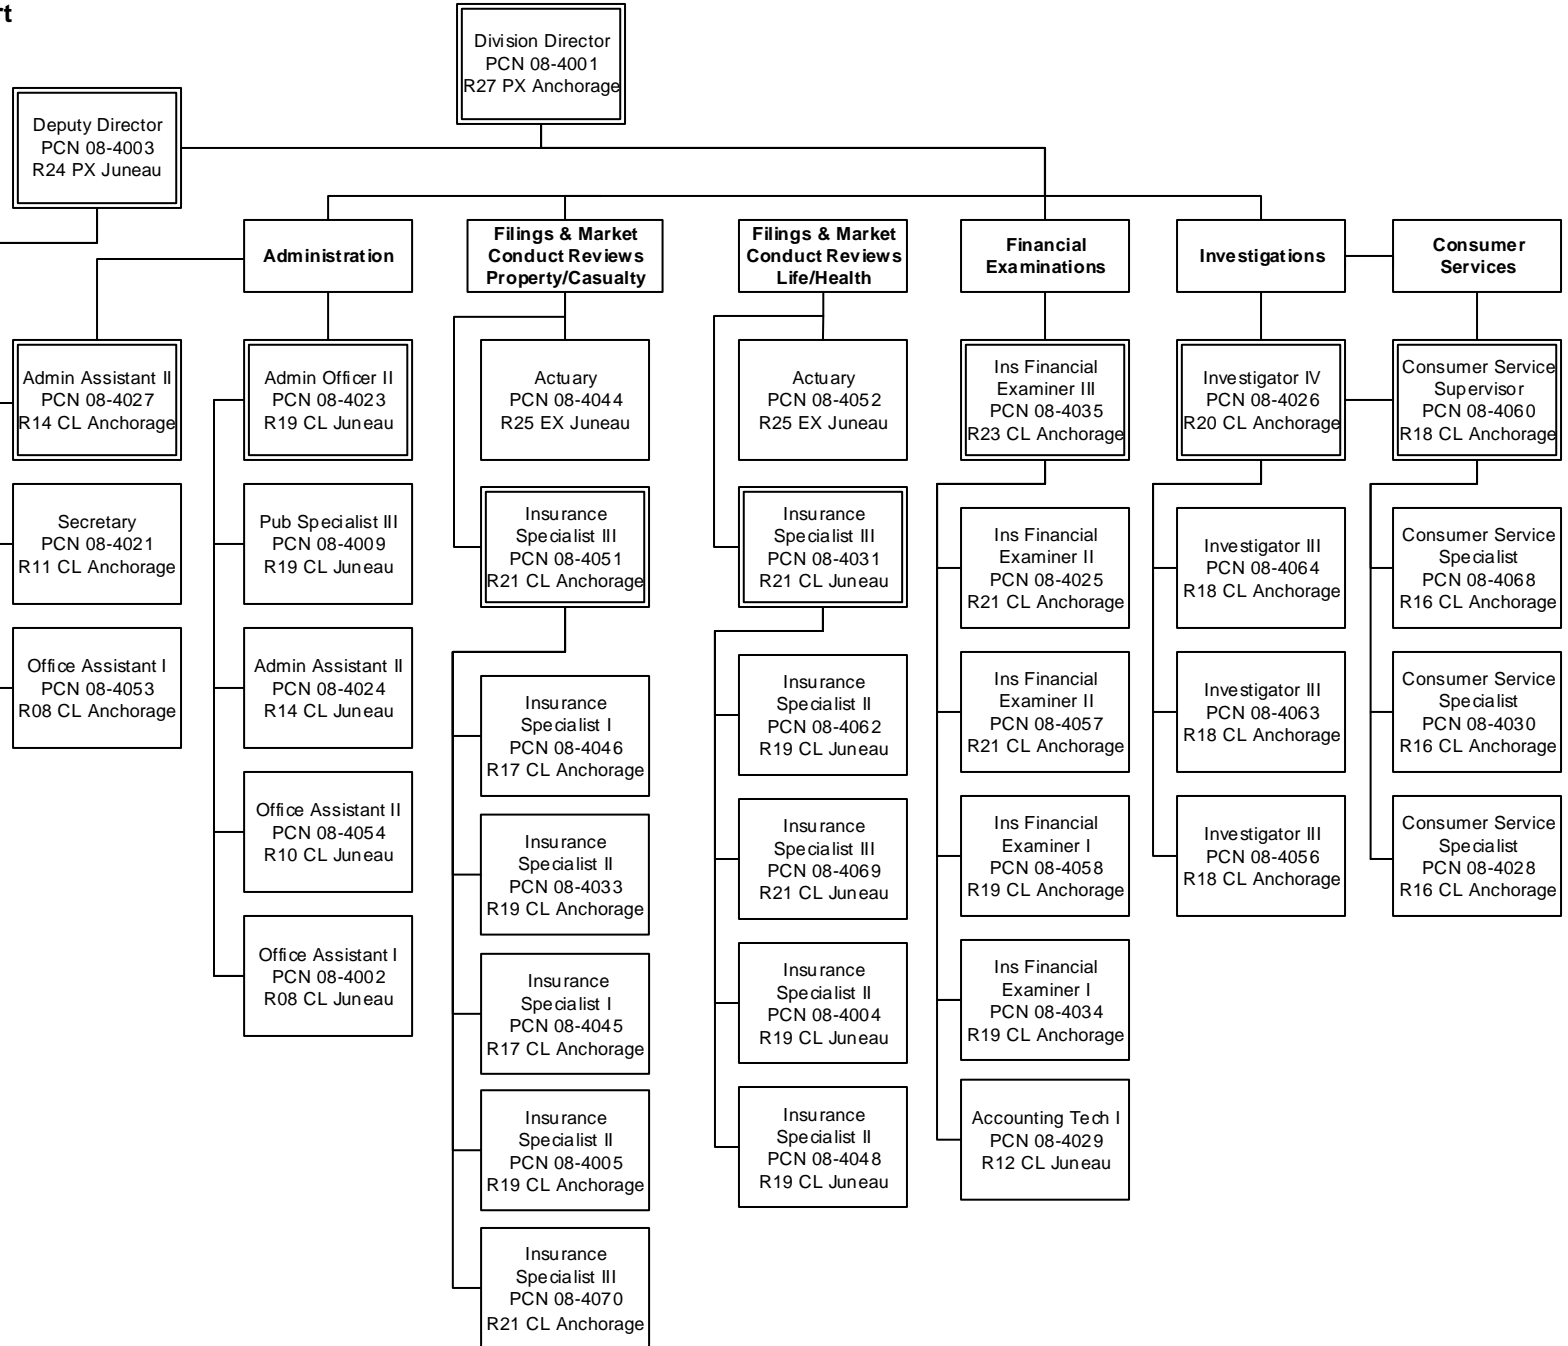 rt
Division Director
PCN 08-4001
R27 PX Anchorage
Deputy Director
PCN 08-4003
R24 PX Juneau
Administration
Filings & Market
Conduct Reviews
Property/Casualty
Filings & Market
Conduct Reviews
Life/Health
Financial
Examinations
Investigations
Consumer
Services
Admin Assistant II
PCN 08-4027
R14 CL Anchorage
Secretary
PCN 08-4021
R11 CL Anchorage
Office Assistant I
PCN 08-4053
R08 CL Anchorage
Admin Officer II
PCN 08-4023
R19 CL Juneau
Pub Specialist III
PCN 08-4009
R19 CL Juneau
Admin Assistant II
PCN 08-4024
R14 CL Juneau
Office Assistant II
PCN 08-4054
R10 CL Juneau
Office Assistant I
PCN 08-4002
R08 CL Juneau
Actuary
PCN 08-4044
R25 EX Juneau
Insurance
Specialist III
PCN 08-4051
R21 CL Anchorage
Insurance
Specialist I
PCN 08-4046
R17 CL Anchorage
Insurance
Specialist II
PCN 08-4033
R19 CL Anchorage
Insurance
Specialist I
PCN 08-4045
R17 CL Anchorage
Insurance
Specialist II
PCN 08-4005
R19 CL Anchorage
Insurance
Specialist III
PCN 08-4070
R21 CL Anchorage
Actuary
PCN 08-4052
R25 EX Juneau
Insurance
Specialist III
PCN 08-4031
R21 CL Juneau
Insurance
Specialist II
PCN 08-4062
R19 CL Juneau
Insurance
Specialist III
PCN 08-4069
R21 CL Juneau
Insurance
Specialist II
PCN 08-4004
R19 CL Juneau
Insurance
Specialist II
PCN 08-4048
R19 CL Juneau
Ins Financial
Examiner III
PCN 08-4035
R23 CL Anchorage
Ins Financial
Examiner II
PCN 08-4025
R21 CL Anchorage
Ins Financial
Examiner II
PCN 08-4057
R21 CL Anchorage
Ins Financial
Examiner I
PCN 08-4058
R19 CL Anchorage
Ins Financial
Examiner I
PCN 08-4034
R19 CL Anchorage
Accounting Tech I
PCN 08-4029
R12 CL Juneau
Investigator IV
PCN 08-4026
R20 CL Anchorage
Investigator III
PCN 08-4064
R18 CL Anchorage
Investigator III
PCN 08-4063
R18 CL Anchorage
Investigator III
PCN 08-4056
R18 CL Anchorage
Consumer Service
Supervisor
PCN 08-4060
R18 CL Anchorage
Consumer Service
Specialist
PCN 08-4068
R16 CL Anchorage
Consumer Service
Specialist
PCN 08-4030
R16 CL Anchorage
Consumer Service
Specialist
PCN 08-4028
R16 CL Anchorage